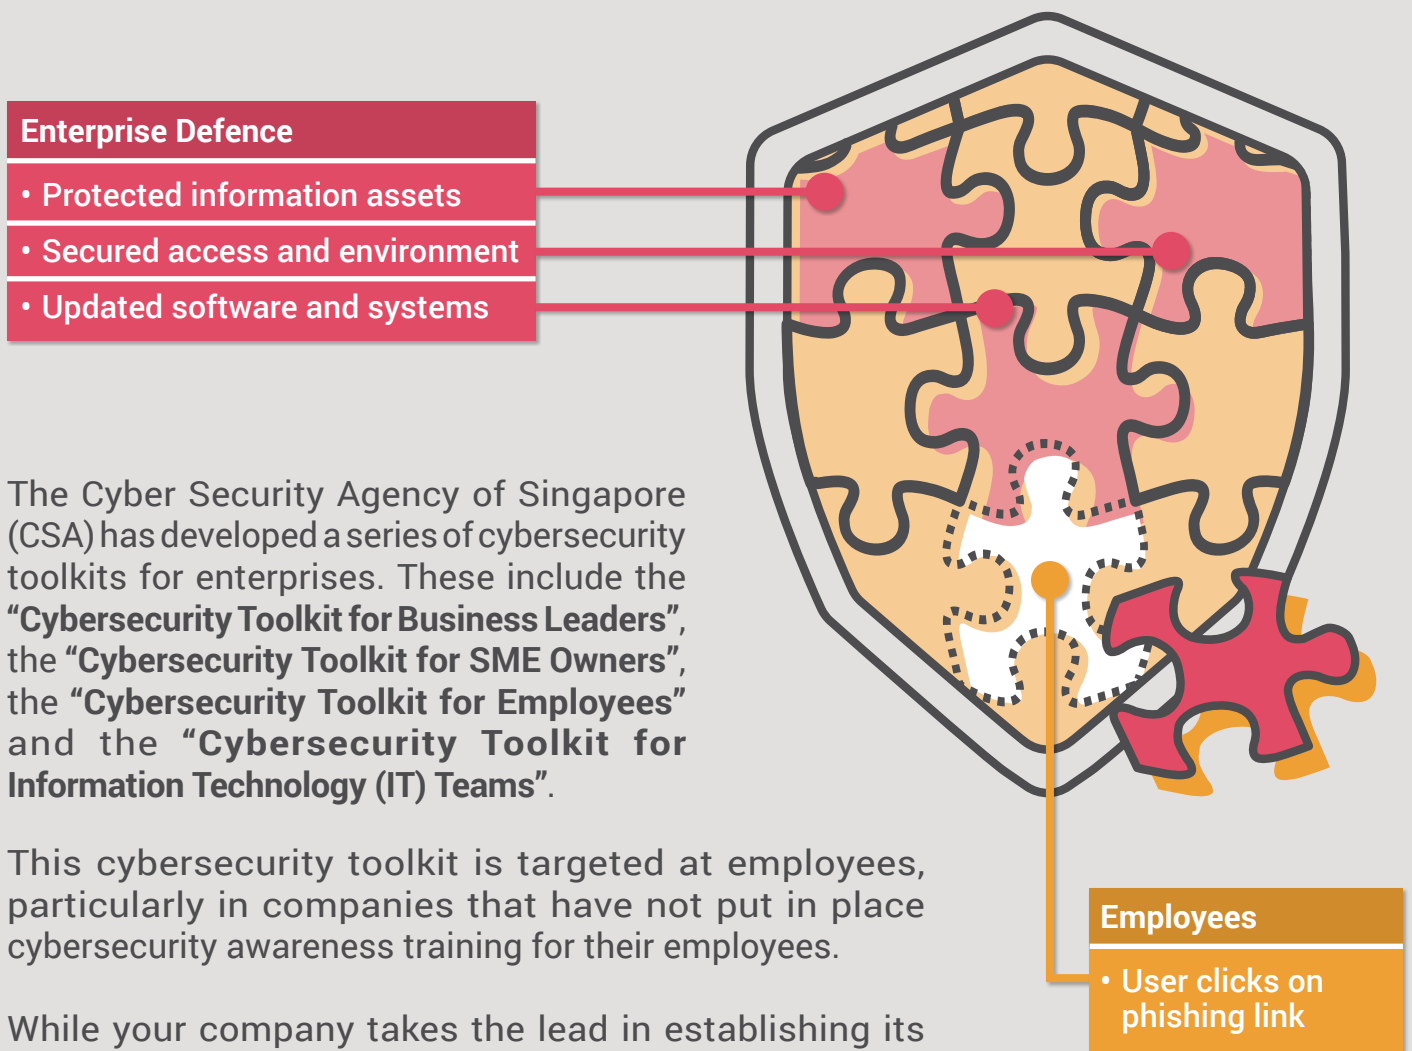 Enterprise Defence
• Protected information assets
• Secured access and environment
• Updated software and systems
The Cyber Security Agency of Singapore
(CSA) has developed a series of cybersecurity
toolkits for enterprises. These include the
“Cybersecurity Toolkit for Business Leaders”,
the “Cybersecurity Toolkit for SME Owners”,
the “Cybersecurity Toolkit for Employees”
and the “Cybersecurity Toolkit for
Information Technology (IT) Teams”.
This cybersecurity toolkit is targeted at employees,
particularly in companies that have not put in place
cybersecurity awareness training for their employees.
While your company takes the lead in establishing its
Employees
• User clicks on
phishing link